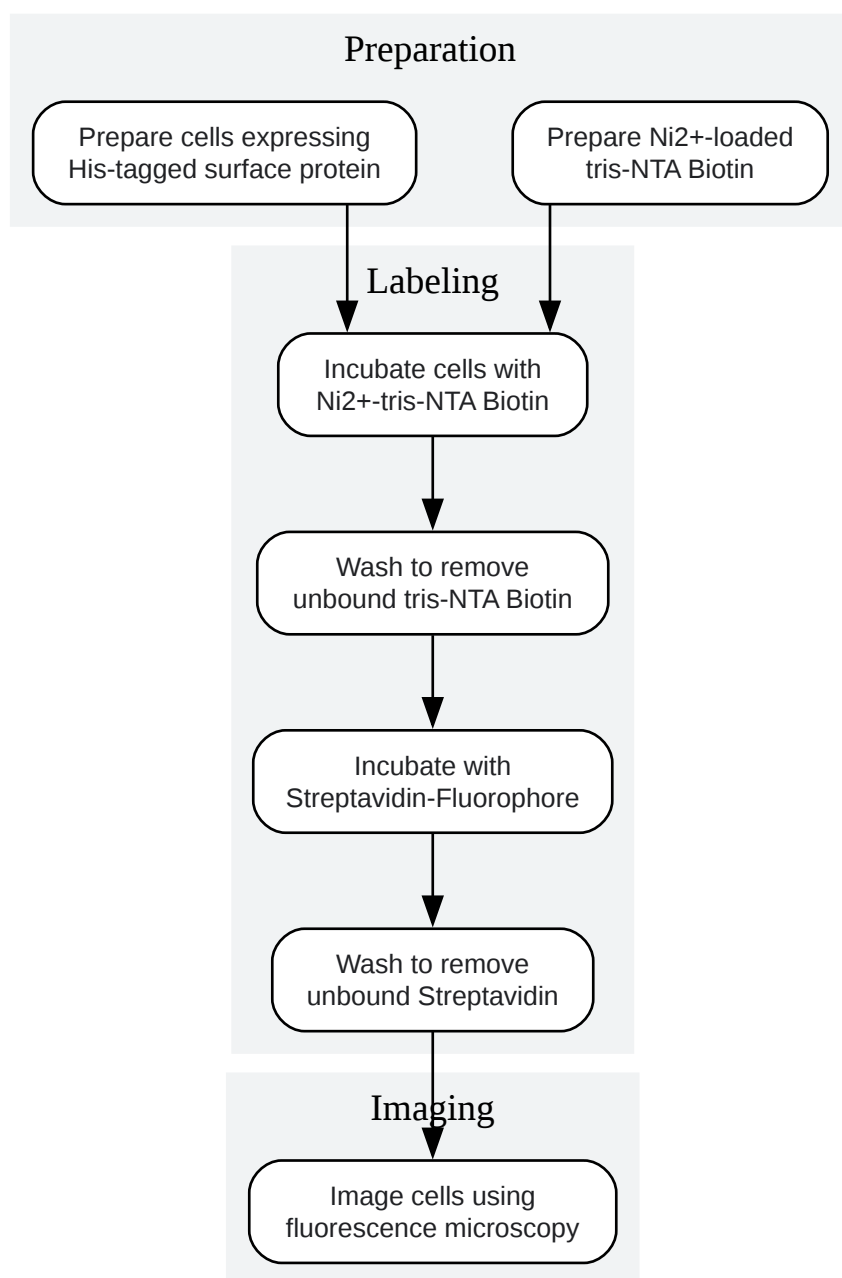 Preparation
Prepare cells expressing
His-tagged surface protein
Prepare Ni2+-loaded
tris-NTA Biotin
Labeling
Incubate cells with
Ni2+-tris-NTA Biotin
Wash to remove
unbound tris-NTA Biotin
Incubate with
Streptavidin-Fluorophore
Wash to remove
unbound Streptavidin
Imaging
Image cells using
fluorescence microscopy